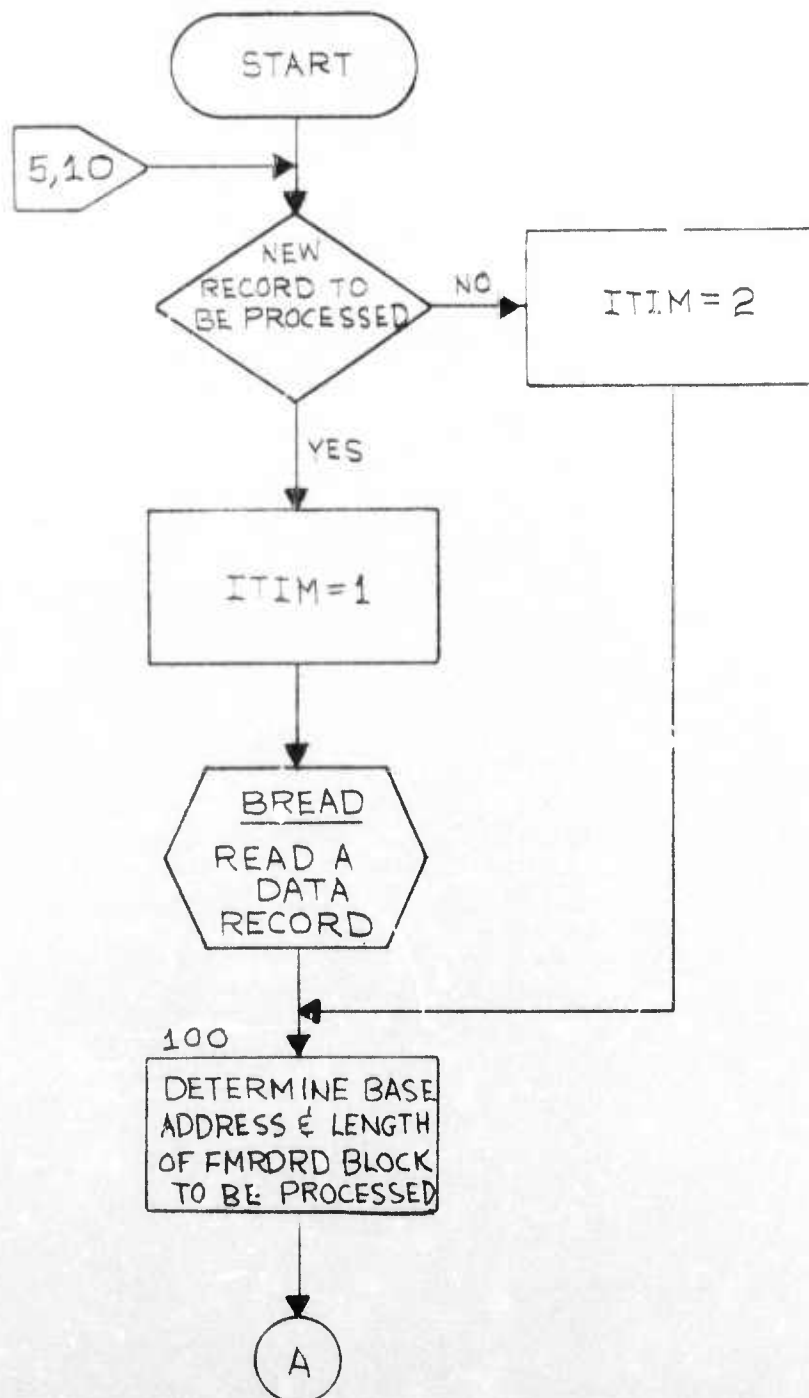 START
5,10
NEW
RECORD TO
BE PROCESSED
NO
ITIM = 2
YES
ITIM = 1
BREAD
READ A
DATA
RECORD
100
DETERMINE BASE
ADDRESS & LENGTH
OF FMRDRD BLOCK
TO BE PROCESSED
A